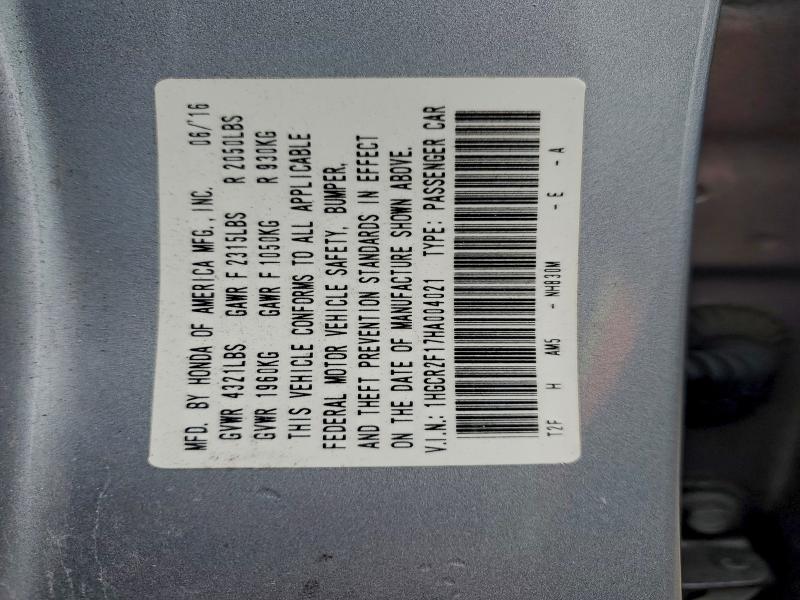 MFD. BY HONDA OF AMERICA MFG., INC. 06/'16
GVWR 4321LBS GAWR F 2315LBS R 2050LBS
GVWR 1960KG GAWR F 1050KG R 930KG
THIS VEHICLE CONFORMS TO ALL APPLICABLE
FEDERAL MOTOR VEHICLE SAFETY, BUMPER,
AND THEFT PREVENTION STANDARDS IN EFFECT
ON THE DATE OF MANUFACTURE SHOWN ABOVE.
V.I.N.: 1HGCR2F17HA004021 TYPE: PASSENGER CAR
T2F H AM5 - NH830M - E - A